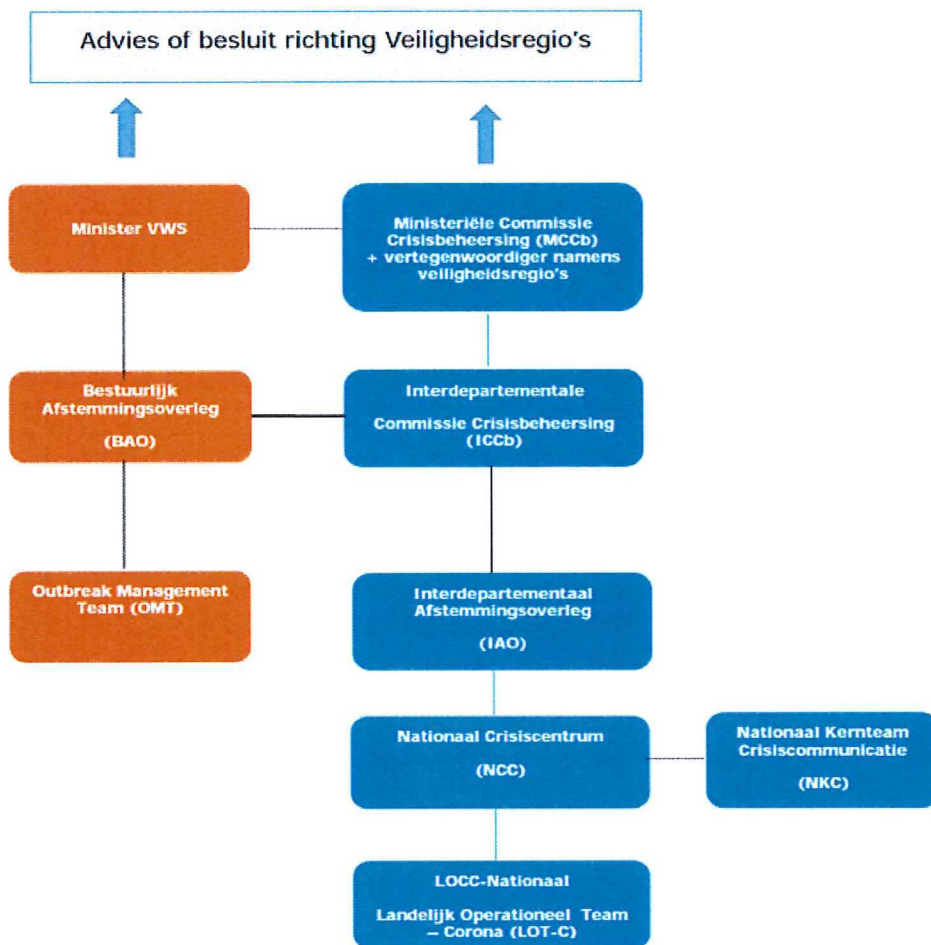 Advies of besluit richting Veiligheidsregio's
Minister VWS
Ministeriële Commissie
Crisisbeheersing (MCCb)
+ vertegenwoordiger namens
veiligheidsregio's
Bestuurlijk
Afstemmingsoverleg
(BAO)
Interdepartementale
Commissie Crisisbeheersing
(ICCb)
Outbreak Management
Team (OMT)
Interdepartementaal
Afstemmingsoverleg
(IAO)
Nationaal Crisiscentrum
(NCC)
Nationaal Kernteam
Crisiscommunicatie
(NKC)
LOCC-Nationaal
Landelijk Operationeel Team
– Corona (LOT-C)